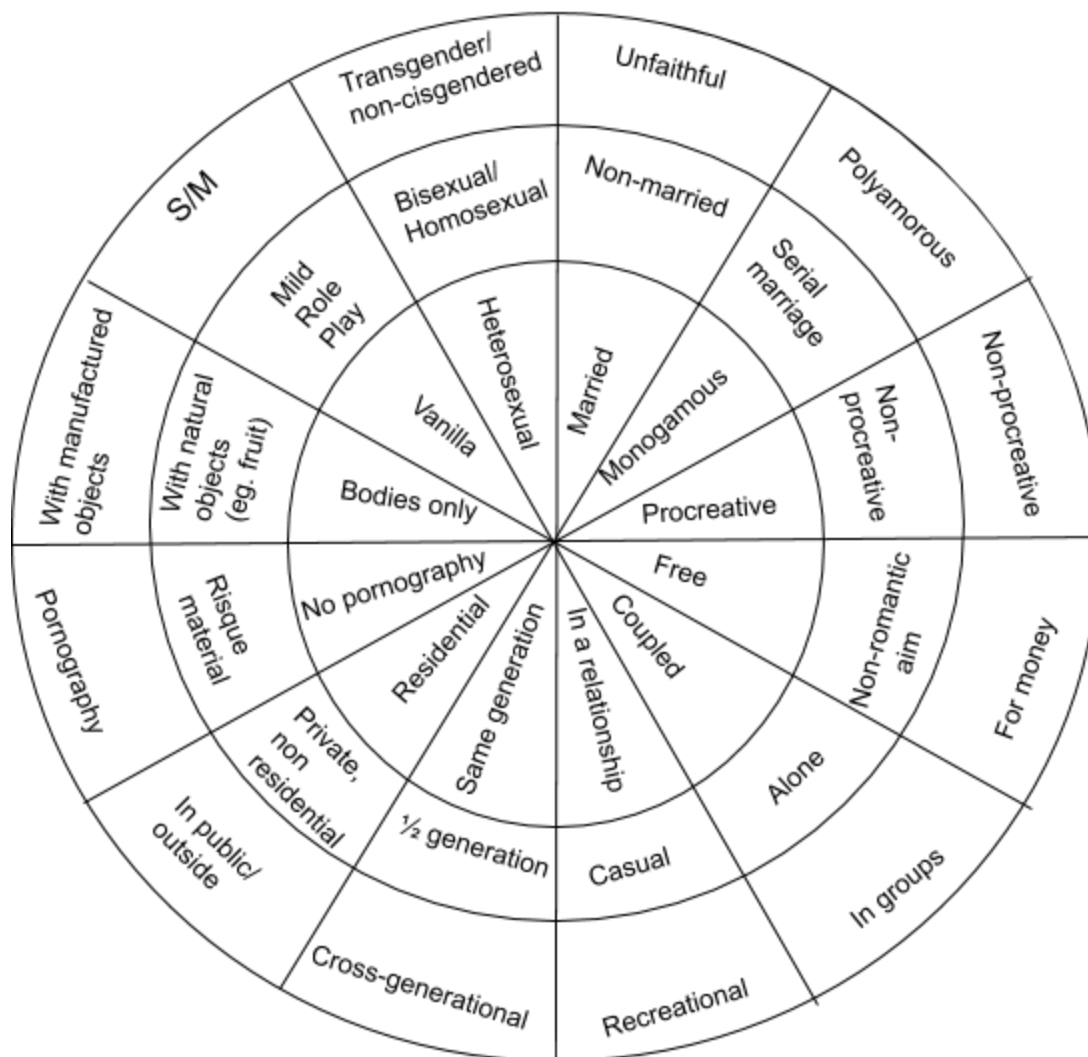 Transgender/
non-cisgendered
Unfaithful
Polyamorous
Non-procreative
For money
In groups
Recreational
Cross-generational
In public/
outside
Pornography
With manufactured
objects
S/M
Bisexual/
Homosexual
Non-married
Serial
marriage
Non-
procreative
Non-romantic
aim
Alone
Casual
½ generation
Private,
non
residential
Risque
material
With natural
objects
(eg. fruit)
Mild
Role
Play
Heterosexual
Married
Monogamous
Procreative
Free
Coupled
In a relationship
Same generation
Residential
No pornography
Bodies only
Vanilla